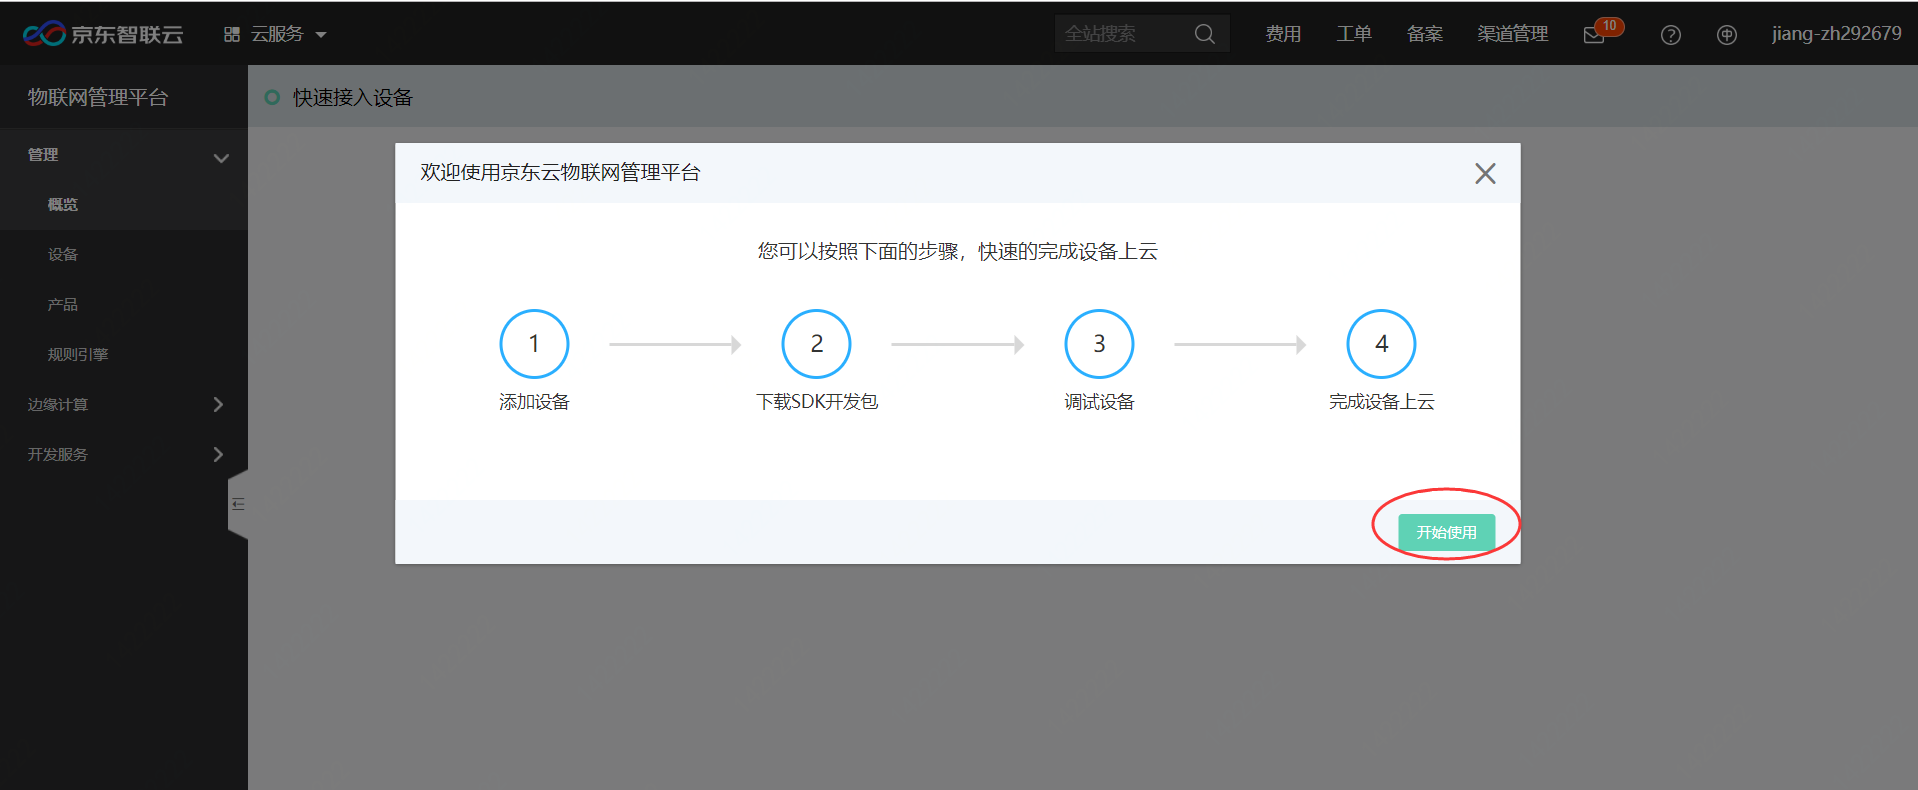 京东智联云 云服务 全站搜索 费用 工单 备案 渠道管理 10 jiang-zh292679
物联网管理平台
快速接入设备
管理
概览
设备
产品
规则引擎
边缘计算
开发服务
欢迎使用京东云物联网管理平台
您可以按照下面的步骤，快速的完成设备上云
1 2 3 4
添加设备 下载SDK开发包 调试设备 完成设备上云
开始使用